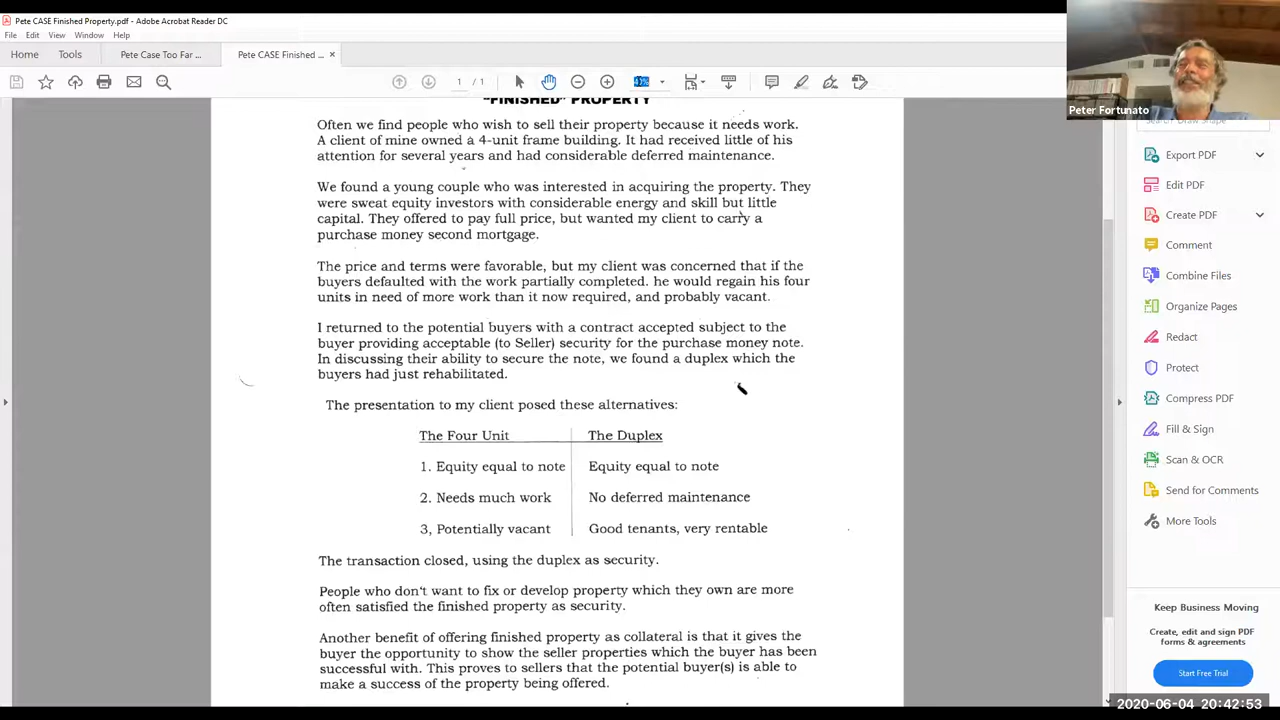 Pete CASE Finished Property.pdf - Adobe Acrobat Reader DC
File Edit View Window Help
Home Tools Pete Case Too Far ... Pete CASE Finished ... ×
1 / 1
Peter Fortunato
"FINISHED" PROPERTY
Often we find people who wish to sell their property because it needs work.
A client of mine owned a 4-unit frame building. It had received little of his
attention for several years and had considerable deferred maintenance.
We found a young couple who was interested in acquiring the property. They
were sweat equity investors with considerable energy and skill but little
capital. They offered to pay full price, but wanted my client to carry a
purchase money second mortgage.
The price and terms were favorable, but my client was concerned that if the
buyers defaulted with the work partially completed. he would regain his four
units in need of more work than it now required, and probably vacant.
I returned to the potential buyers with a contract accepted subject to the
buyer providing acceptable (to Seller) security for the purchase money note.
In discussing their ability to secure the note, we found a duplex which the
buyers had just rehabilitated.
The presentation to my client posed these alternatives:
The Four Unit The Duplex
1. Equity equal to note Equity equal to note
2. Needs much work No deferred maintenance
3, Potentially vacant Good tenants, very rentable
The transaction closed, using the duplex as security.
People who don't want to fix or develop property which they own are more
often satisfied the finished property as security.
Another benefit of offering finished property as collateral is that it gives the
buyer the opportunity to show the seller properties which the buyer has been
successful with. This proves to sellers that the potential buyer(s) is able to
make a success of the property being offered.
Export PDF
Edit PDF
Create PDF
Comment
Combine Files
Organize Pages
Redact
Protect
Compress PDF
Fill & Sign
Scan & OCR
Send for Comments
More Tools
Keep Business Moving
Create, edit and sign PDF
forms & agreements
Start Free Trial
2020-06-04 20:42:53